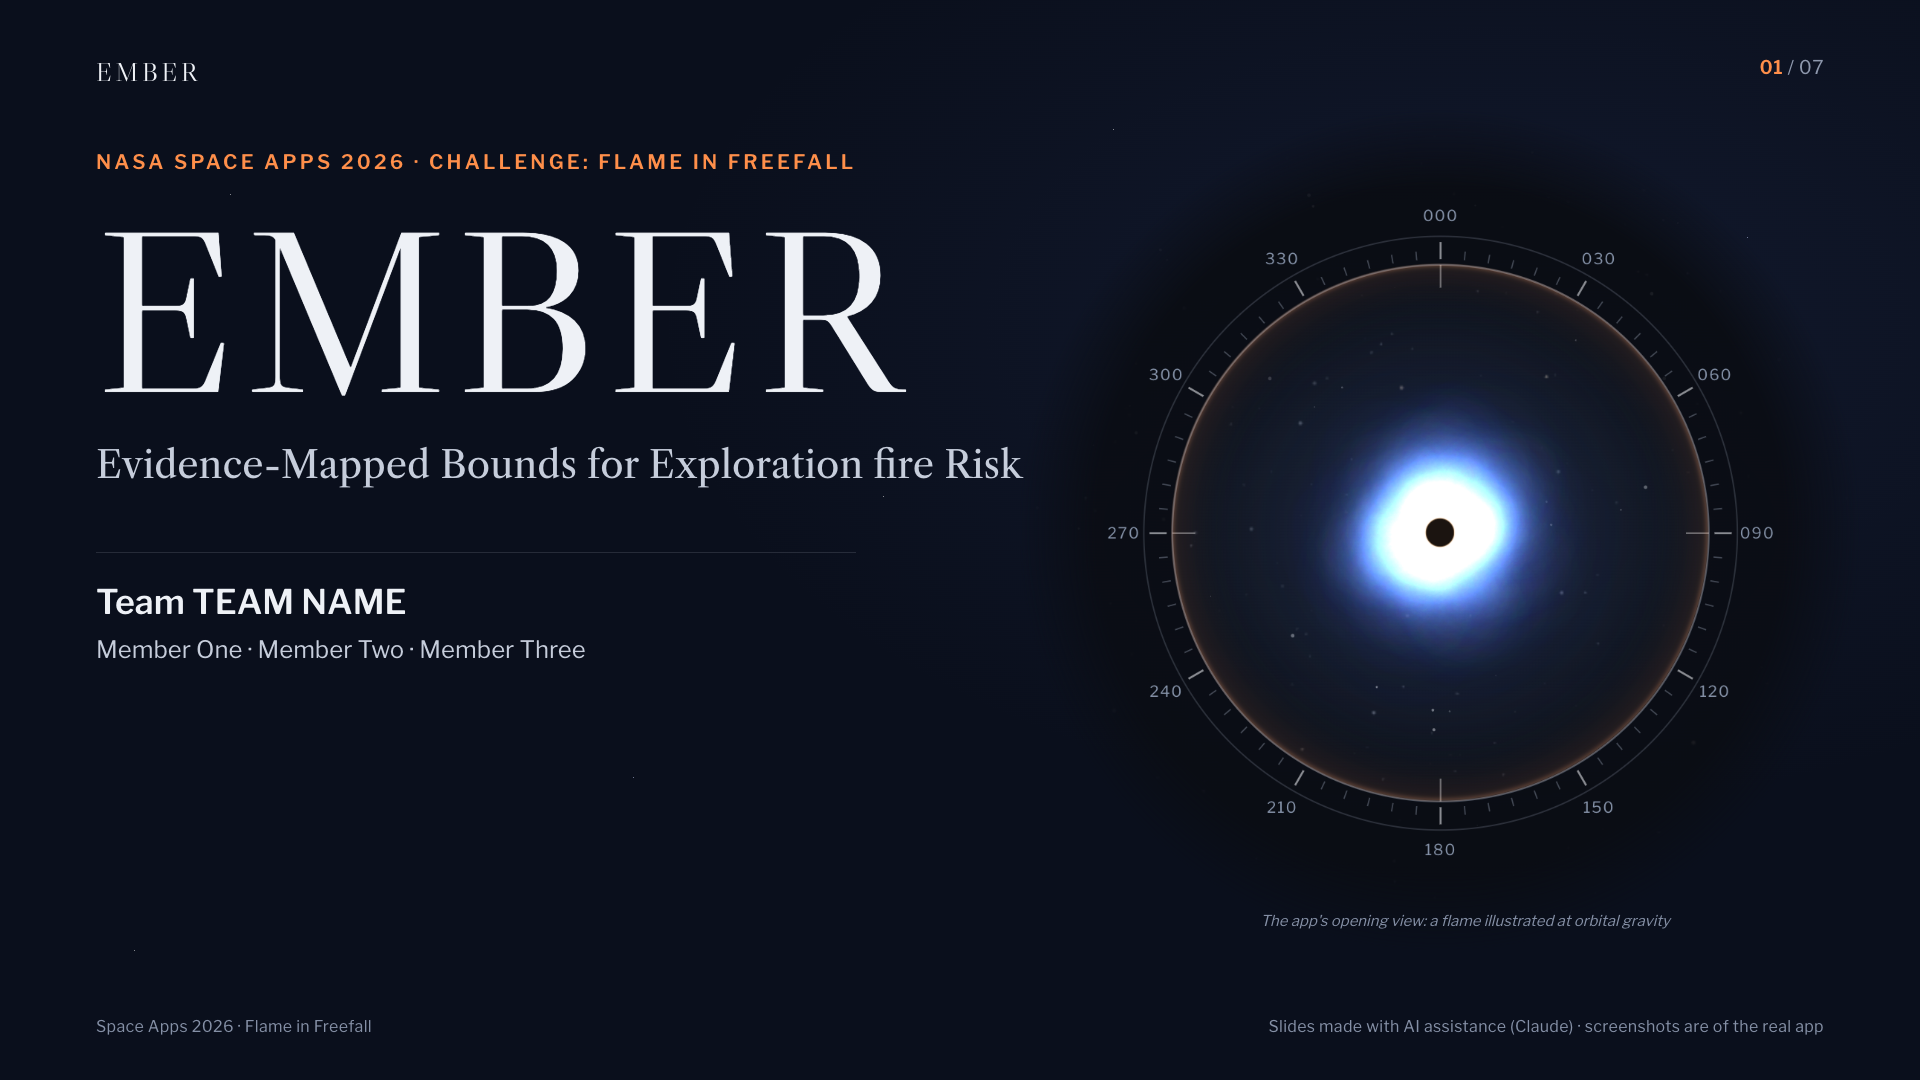 EMBER
01 / 07
NASA SPACE APPS 2026 · CHALLENGE: FLAME IN FREEFALL
EMBER
Evidence-Mapped Bounds for Exploration fire Risk
Team TEAM NAME
Member One · Member Two · Member Three
000
330
030
300
060
270
090
240
120
210
150
180
The app's opening view: a flame illustrated at orbital gravity
Space Apps 2026 · Flame in Freefall
Slides made with AI assistance (Claude) · screenshots are of the real app